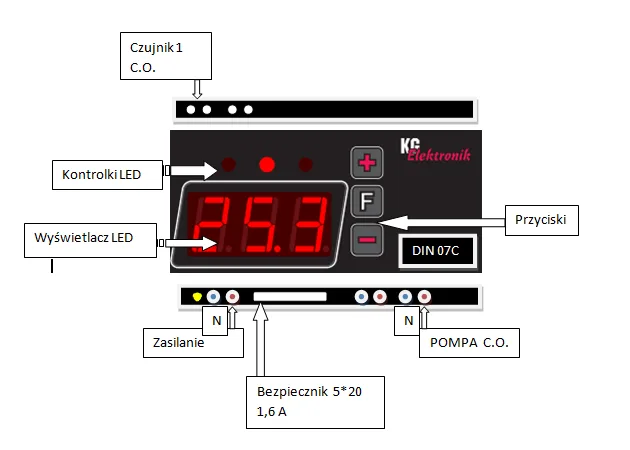 Czujnik 1
C.O.
Kontrolki LED
KG
Elektronik
+
F
-
25.3
Przyciski
Wyświetlacz LED
DIN 07C
N
N
Zasilanie
POMPA C.O.
Bezpiecznik 5*20
1,6 A